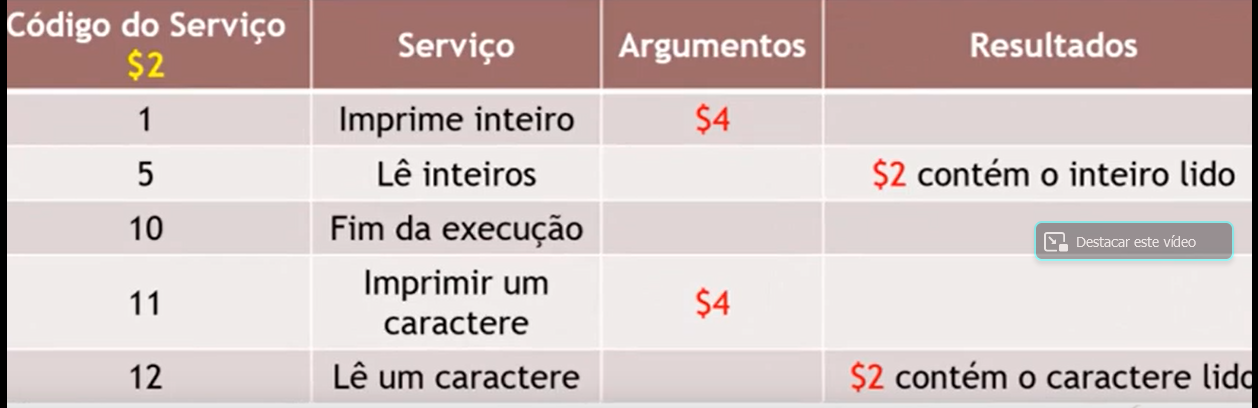 Código do Serviço
$2
Serviço
Argumentos
Resultados
1 Imprime inteiro $4
5 Lê inteiros $2 contém o inteiro lido
10 Fim da execução
Destacar este vídeo
11 Imprimir um
caractere $4
12 Lê um caractere $2 contém o caractere lido